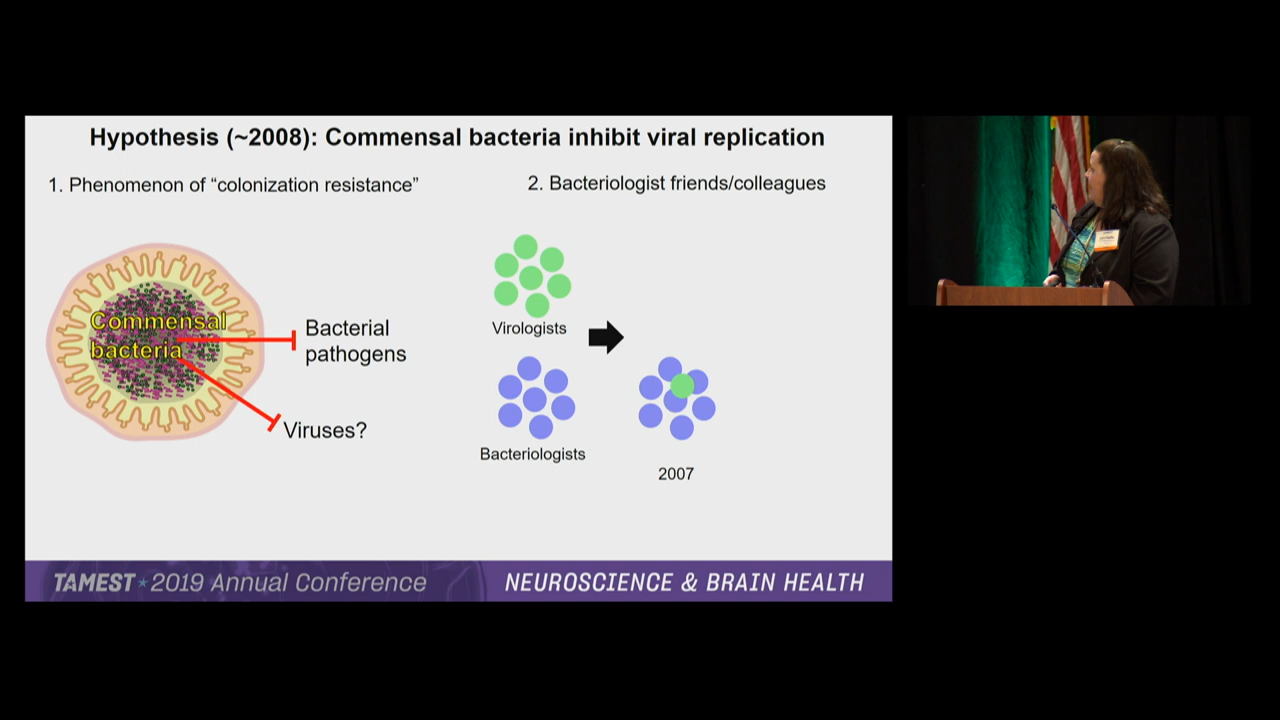 Hypothesis (~2008): Commensal bacteria inhibit viral replication
1. Phenomenon of “colonization resistance”
2. Bacteriologist friends/colleagues
Commensal
bacteria
Bacterial
pathogens
Viruses?
Virologists
Bacteriologists
2007
TAMEST★2019 Annual Conference
NEUROSCIENCE & BRAIN HEALTH